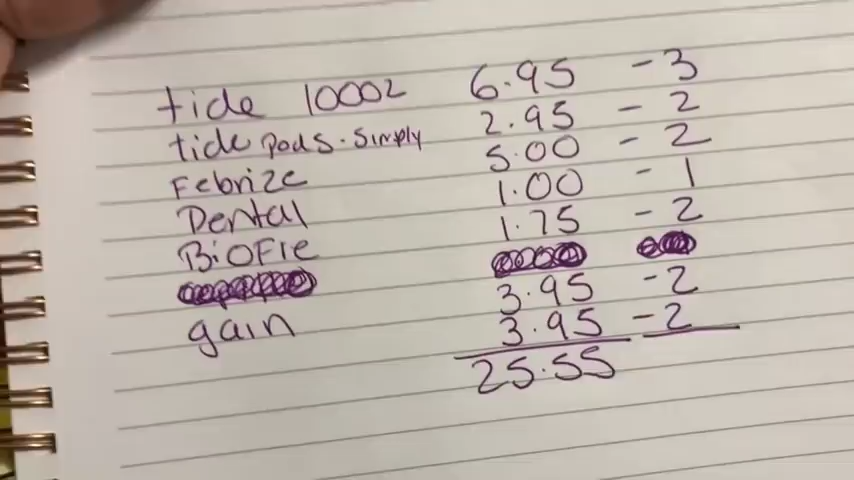 tide 100oz 6.95 - 3
tide pods. Simply 2.95 - 2
Febrize 5.00 - 2
Dental 1.00 - 1
BioFie 1.75 - 2
3.95 - 2
gain 3.95 - 2
25.55